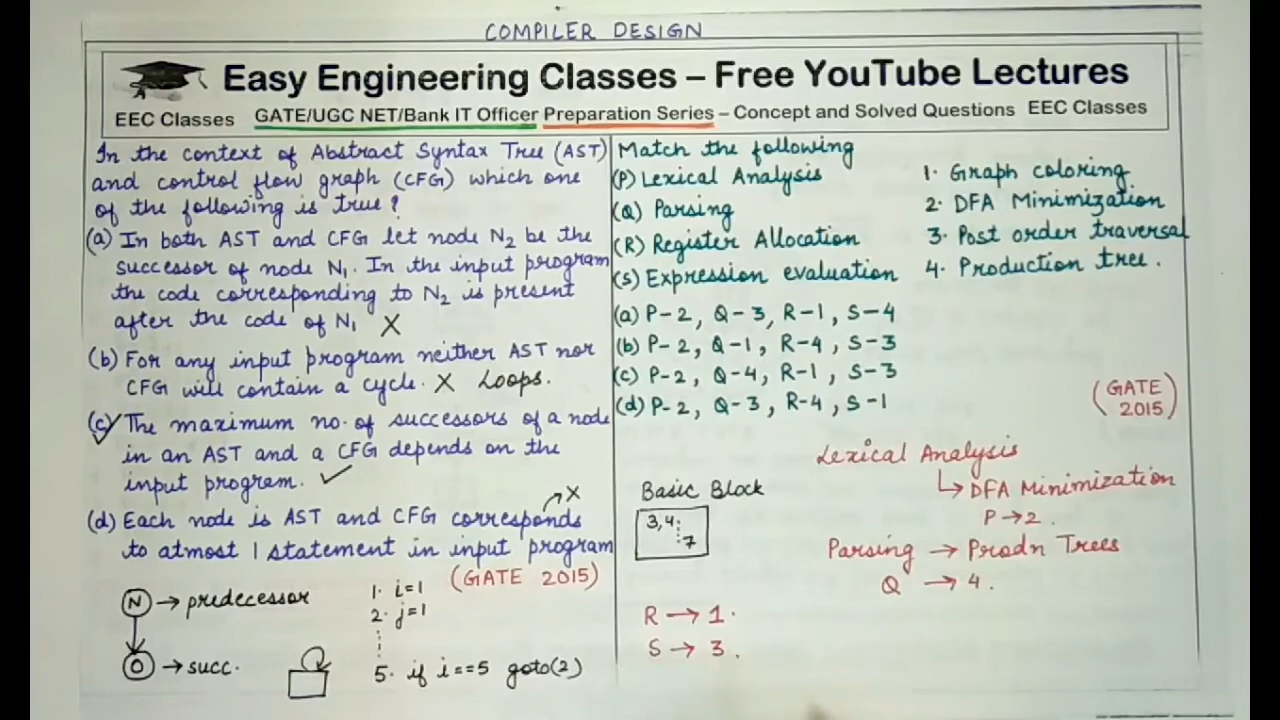 COMPILER DESIGN
Easy Engineering Classes – Free YouTube Lectures
EEC Classes GATE/UGC NET/Bank IT Officer Preparation Series – Concept and Solved Questions EEC Classes
In the context of Abstract Syntax Tree (AST)
and control flow graph (CFG) which one
of the following is true?
(a) In both AST and CFG let node N2 be the
successor of node N1. In the input program
the code corresponding to N2 is present
after the code of N1 X
(b) For any input program neither AST nor
CFG will contain a cycle. X Loops.
(c) The maximum no. of successors of a node
in an AST and a CFG depends on the
input program. ✓
X
(d) Each node is AST and CFG corresponds
to atmost 1 statement in input program
(GATE 2015)
N → predecessor
O → succ.
1. i=1
2. j=1
5. if i==5 goto(2)
Match the following
(P) Lexical Analysis 1. Graph coloring
(Q) Parsing 2. DFA Minimization
(R) Register Allocation 3. Post order traversal
(S) Expression evaluation 4. Production tree.
(a) P-2, Q-3, R-1, S-4
(b) P-2, Q-1, R-4, S-3
(c) P-2, Q-4, R-1, S-3
(d) P-2, Q-3, R-4, S-1
(GATE
2015)
Basic Block
3,4
7
Lexical Analysis
↳ DFA Minimization
P→2.
Parsing → Prodn Trees
Q → 4.
R → 1.
S → 3.